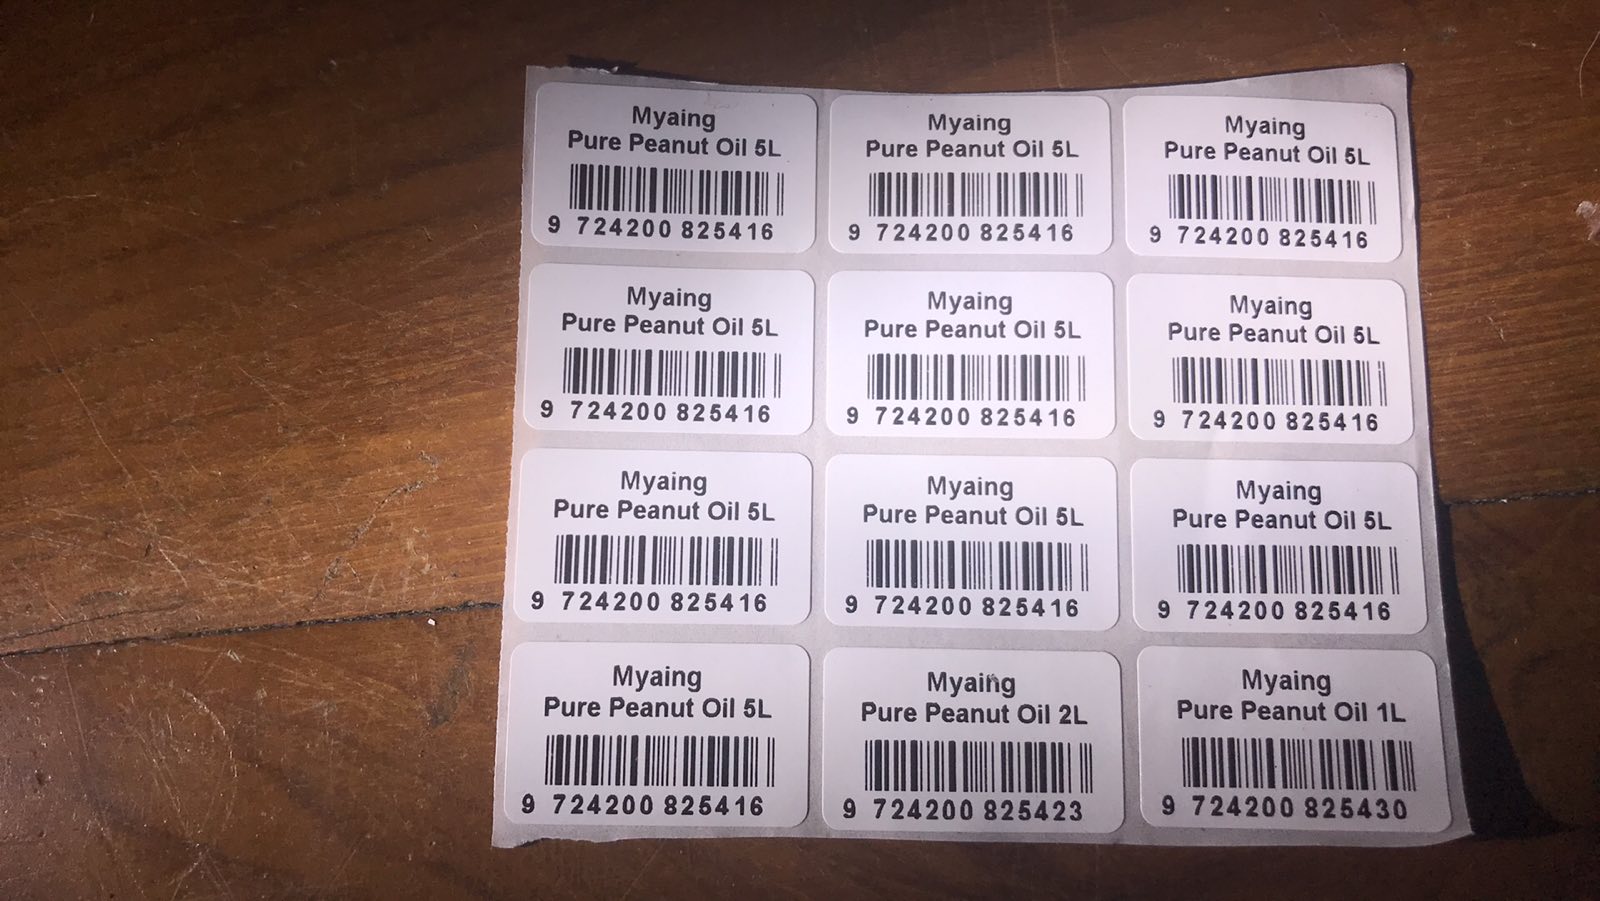 Myaing
Pure Peanut Oil 5L
9 724200 825416
Myaing
Pure Peanut Oil 5L
9 724200 825416
Myaing
Pure Peanut Oil 5L
9 724200 825416
Myaing
Pure Peanut Oil 5L
9 724200 825416
Myaing
Pure Peanut Oil 5L
9 724200 825416
Myaing
Pure Peanut Oil 5L
9 724200 825416
Myaing
Pure Peanut Oil 5L
9 724200 825416
Myaing
Pure Peanut Oil 5L
9 724200 825416
Myaing
Pure Peanut Oil 5L
9 724200 825416
Myaing
Pure Peanut Oil 5L
9 724200 825416
Myaing
Pure Peanut Oil 2L
9 724200 825423
Myaing
Pure Peanut Oil 1L
9 724200 825430